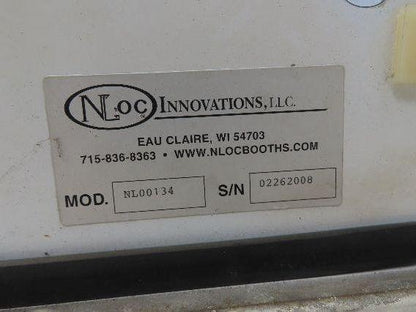 NLOC INNOVATIONS, LLC.
EAU CLAIRE, WI 54703
715-836-8363 • WWW.NLOCBOOTHS.COM
MOD. NL00134 S/N 02262008